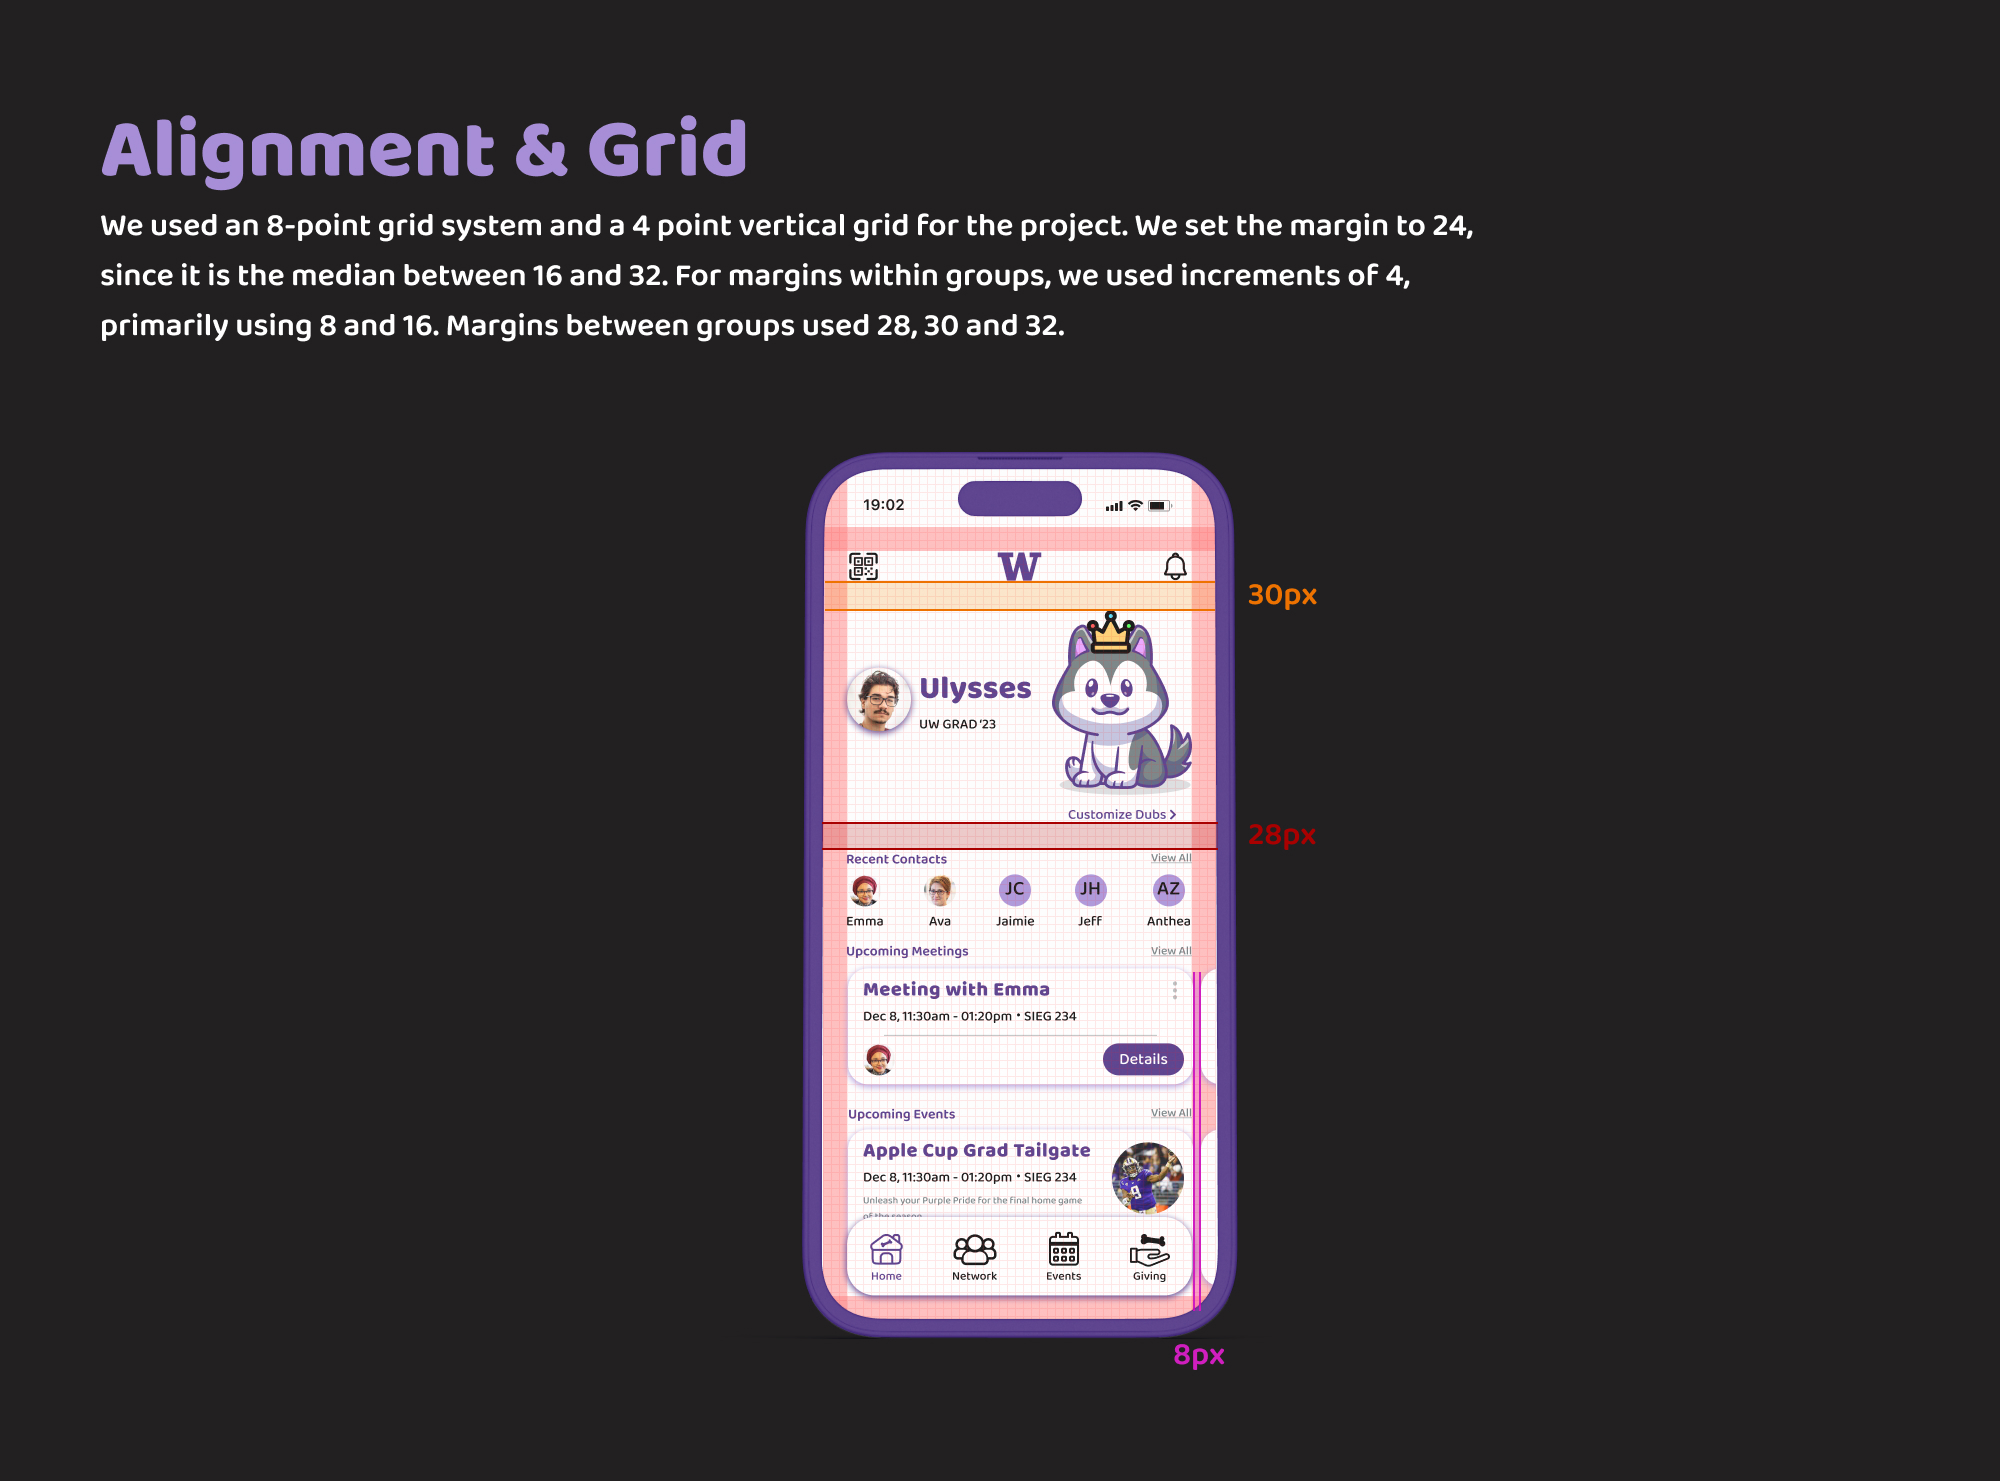 Alignment & Grid
We used an 8-point grid system and a 4 point vertical grid for the project. We set the margin to 24,
since it is the median between 16 and 32. For margins within groups, we used increments of 4,
primarily using 8 and 16. Margins between groups used 28, 30 and 32.
19:02
W
30px
Ulysses
UW GRAD '23
Customize Dubs >
28px
Recent Contacts View All
JC JH AZ
Emma Ava Jaimie Jeff Anthea
Upcoming Meetings View All
Meeting with Emma
Dec 8, 11:30am - 01:20pm • SIEG 234
Details
Upcoming Events View All
Apple Cup Grad Tailgate
Dec 8, 11:30am - 01:20pm • SIEG 234
9
Unleash your Purple Pride for the final home game
of the season
Home Network Events Giving
8px